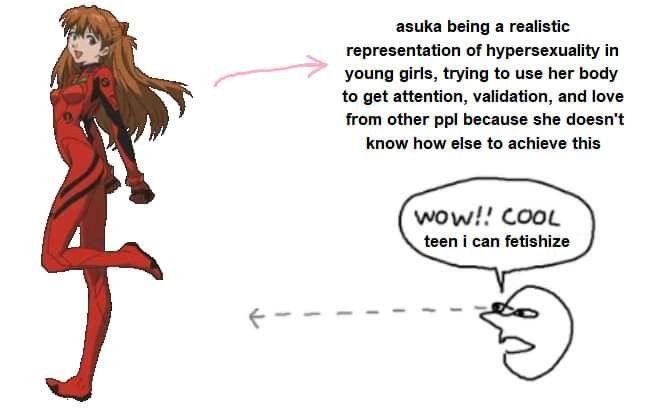 asuka being a realistic
representation of hypersexuality in
young girls, trying to use her body
to get attention, validation, and love
from other ppl because she doesn't
know how else to achieve this
WOW!! COOL
teen i can fetishize